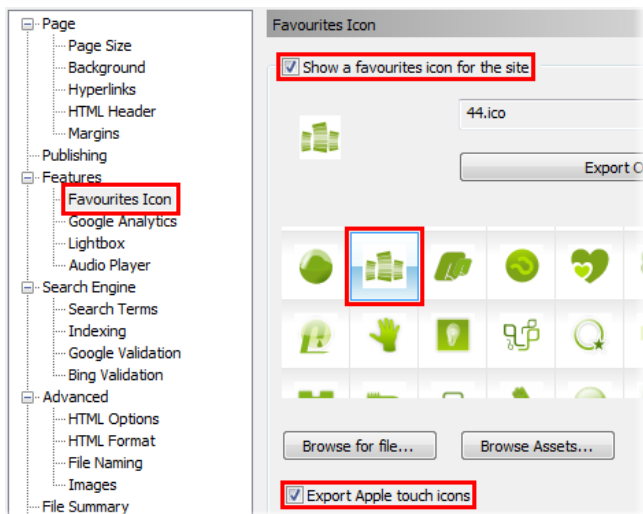 Page
Page Size
Background
Hyperlinks
HTML Header
Margins
Publishing
Features
Favourites Icon
Google Analytics
Lightbox
Audio Player
Search Engine
Search Terms
Indexing
Google Validation
Bing Validation
Advanced
HTML Options
HTML Format
File Naming
Images
File Summary
Favourites Icon
Show a favourites icon for the site
44.ico
Export
Browse for file...
Browse Assets...
Export Apple touch icons